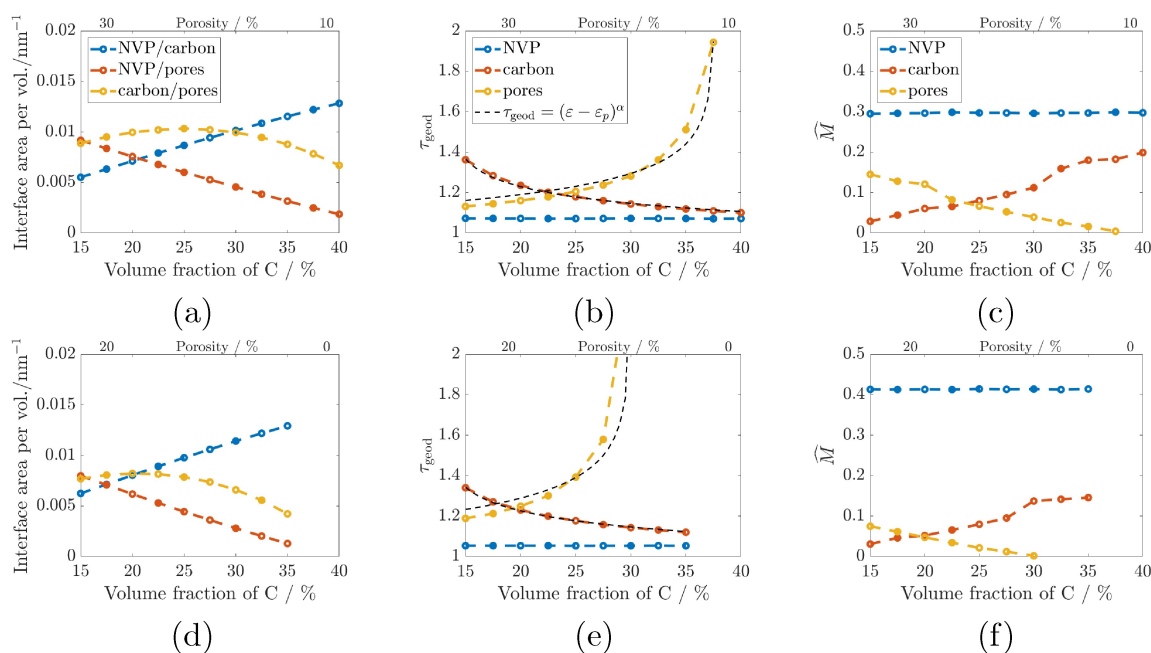 30 Porosity / % 10
Interface area per vol./nm⁻¹
0.02
0.015
0.01
0.005
0
NVP/carbon
NVP/pores
carbon/pores
15 20 25 30 35 40
Volume fraction of C / %
(a)
30 Porosity / % 10
τgeod
2
1.8
1.6
1.4
1.2
1
NVP
carbon
pores
τgeod = (ε − εp)^α
15 20 25 30 35 40
Volume fraction of C / %
(b)
30 Porosity / % 10
M̂
0.5
0.4
0.3
0.2
0.1
0
NVP
carbon
pores
15 20 25 30 35 40
Volume fraction of C / %
(c)
20 Porosity / % 0
Interface area per vol./nm⁻¹
0.02
0.015
0.01
0.005
0
15 20 25 30 35 40
Volume fraction of C / %
(d)
20 Porosity / % 0
τgeod
2
1.8
1.6
1.4
1.2
1
15 20 25 30 35 40
Volume fraction of C / %
(e)
20 Porosity / % 0
M̂
0.5
0.4
0.3
0.2
0.1
0
15 20 25 30 35 40
Volume fraction of C / %
(f)